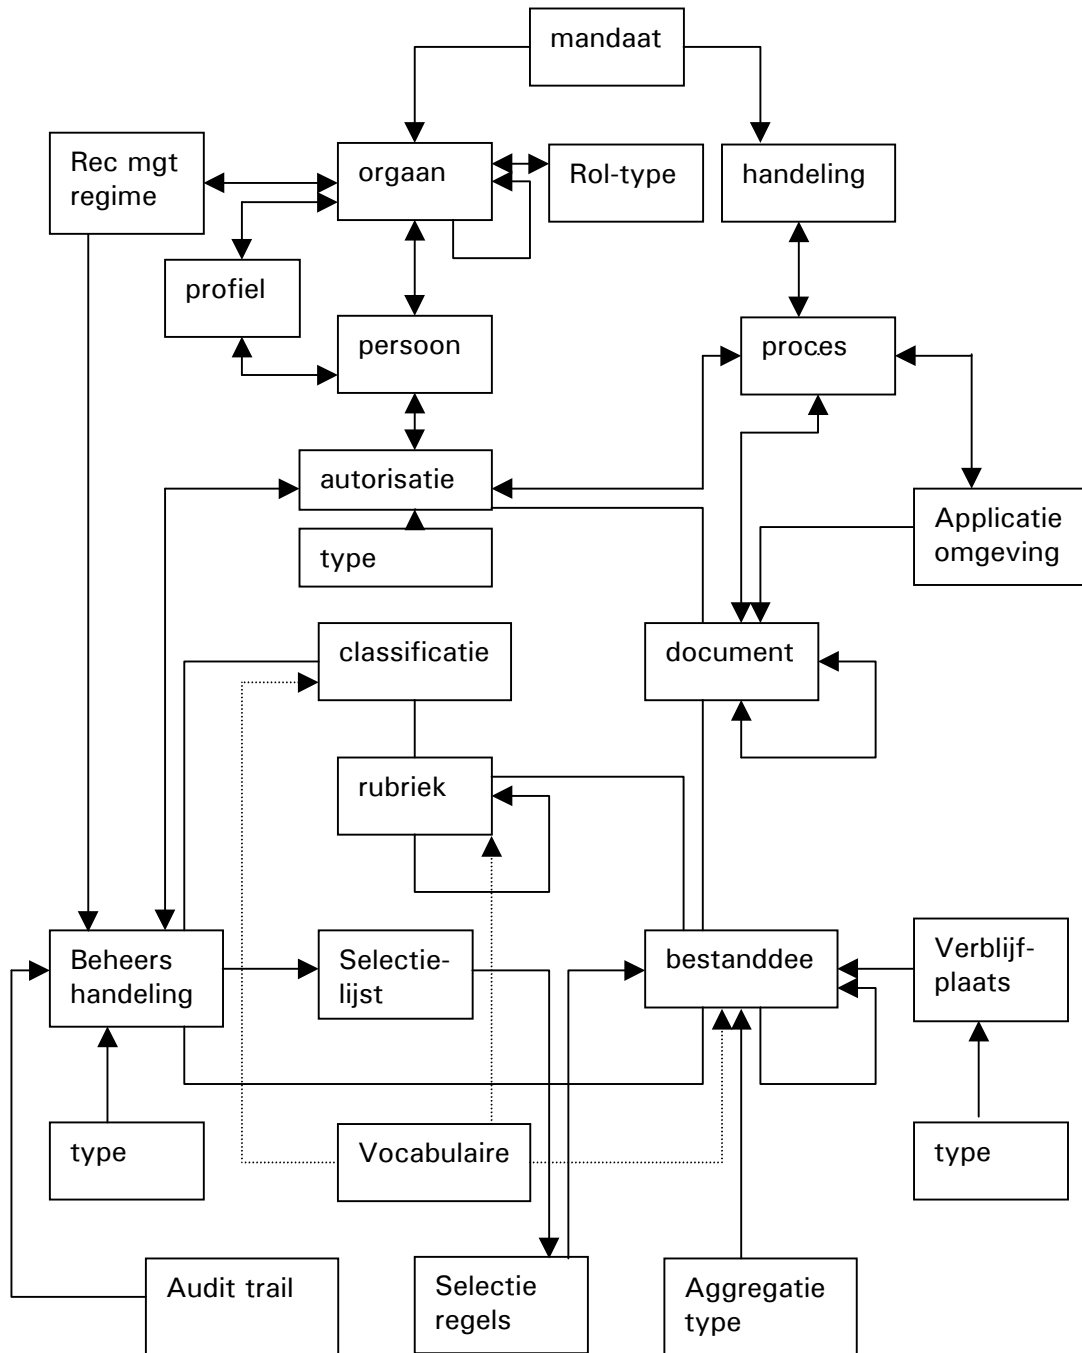 mandaat
Rec mgt
regime
orgaan
Rol-type
handeling
profiel
persoon
proces
autorisatie
type
Applicatie
omgeving
classificatie
document
rubriek
Beheers
handeling
Selectie-
lijst
bestanddee
Verblijf-
plaats
type
Vocabulaire
type
Audit trail
Selectie
regels
Aggregatie
type